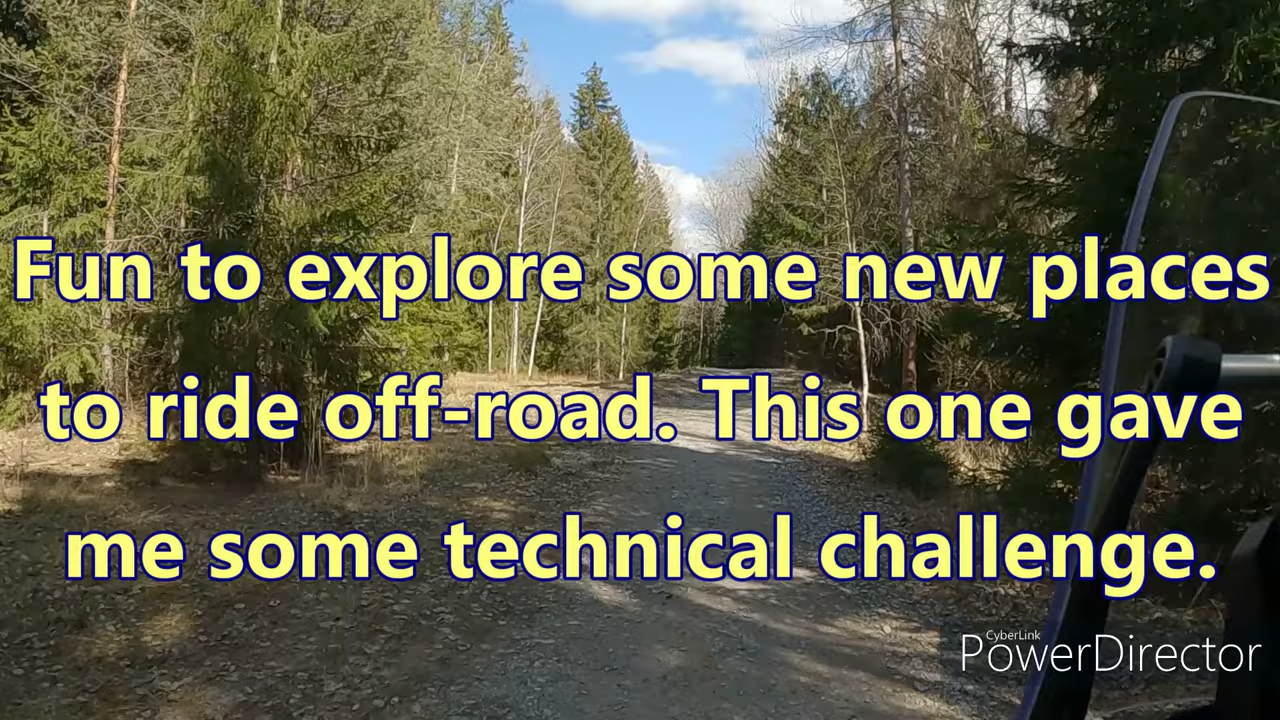 Fun to explore some new places
to ride off-road. This one gave
me some technical challenge.
CyberLink
PowerDirector